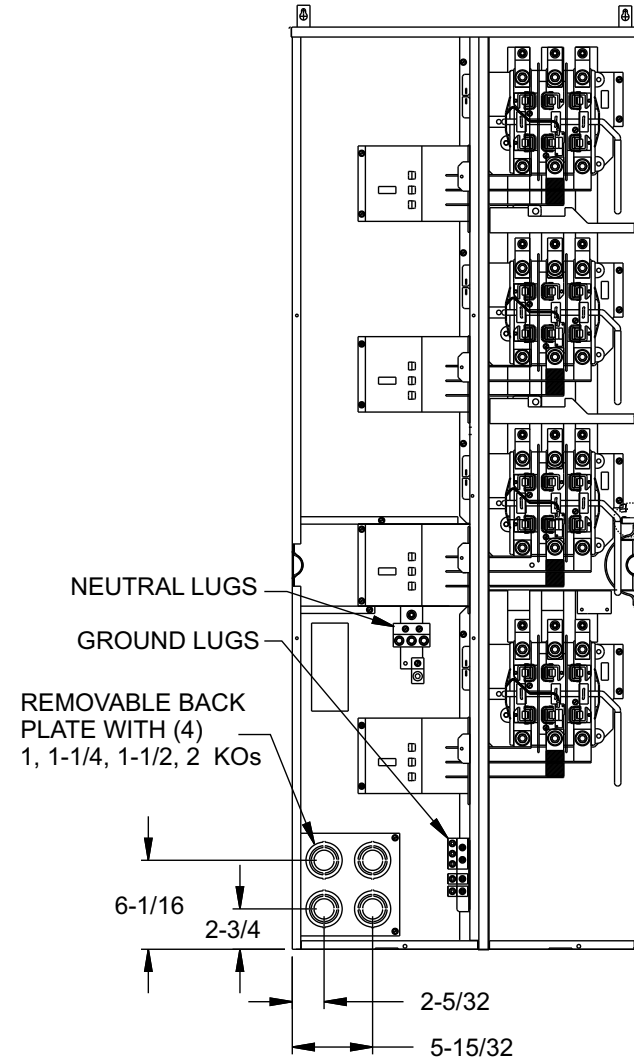 NEUTRAL LUGS
GROUND LUGS
REMOVABLE BACK
PLATE WITH (4)
1, 1-1/4, 1-1/2, 2 KOs
6-1/16
2-3/4
2-5/32
5-15/32